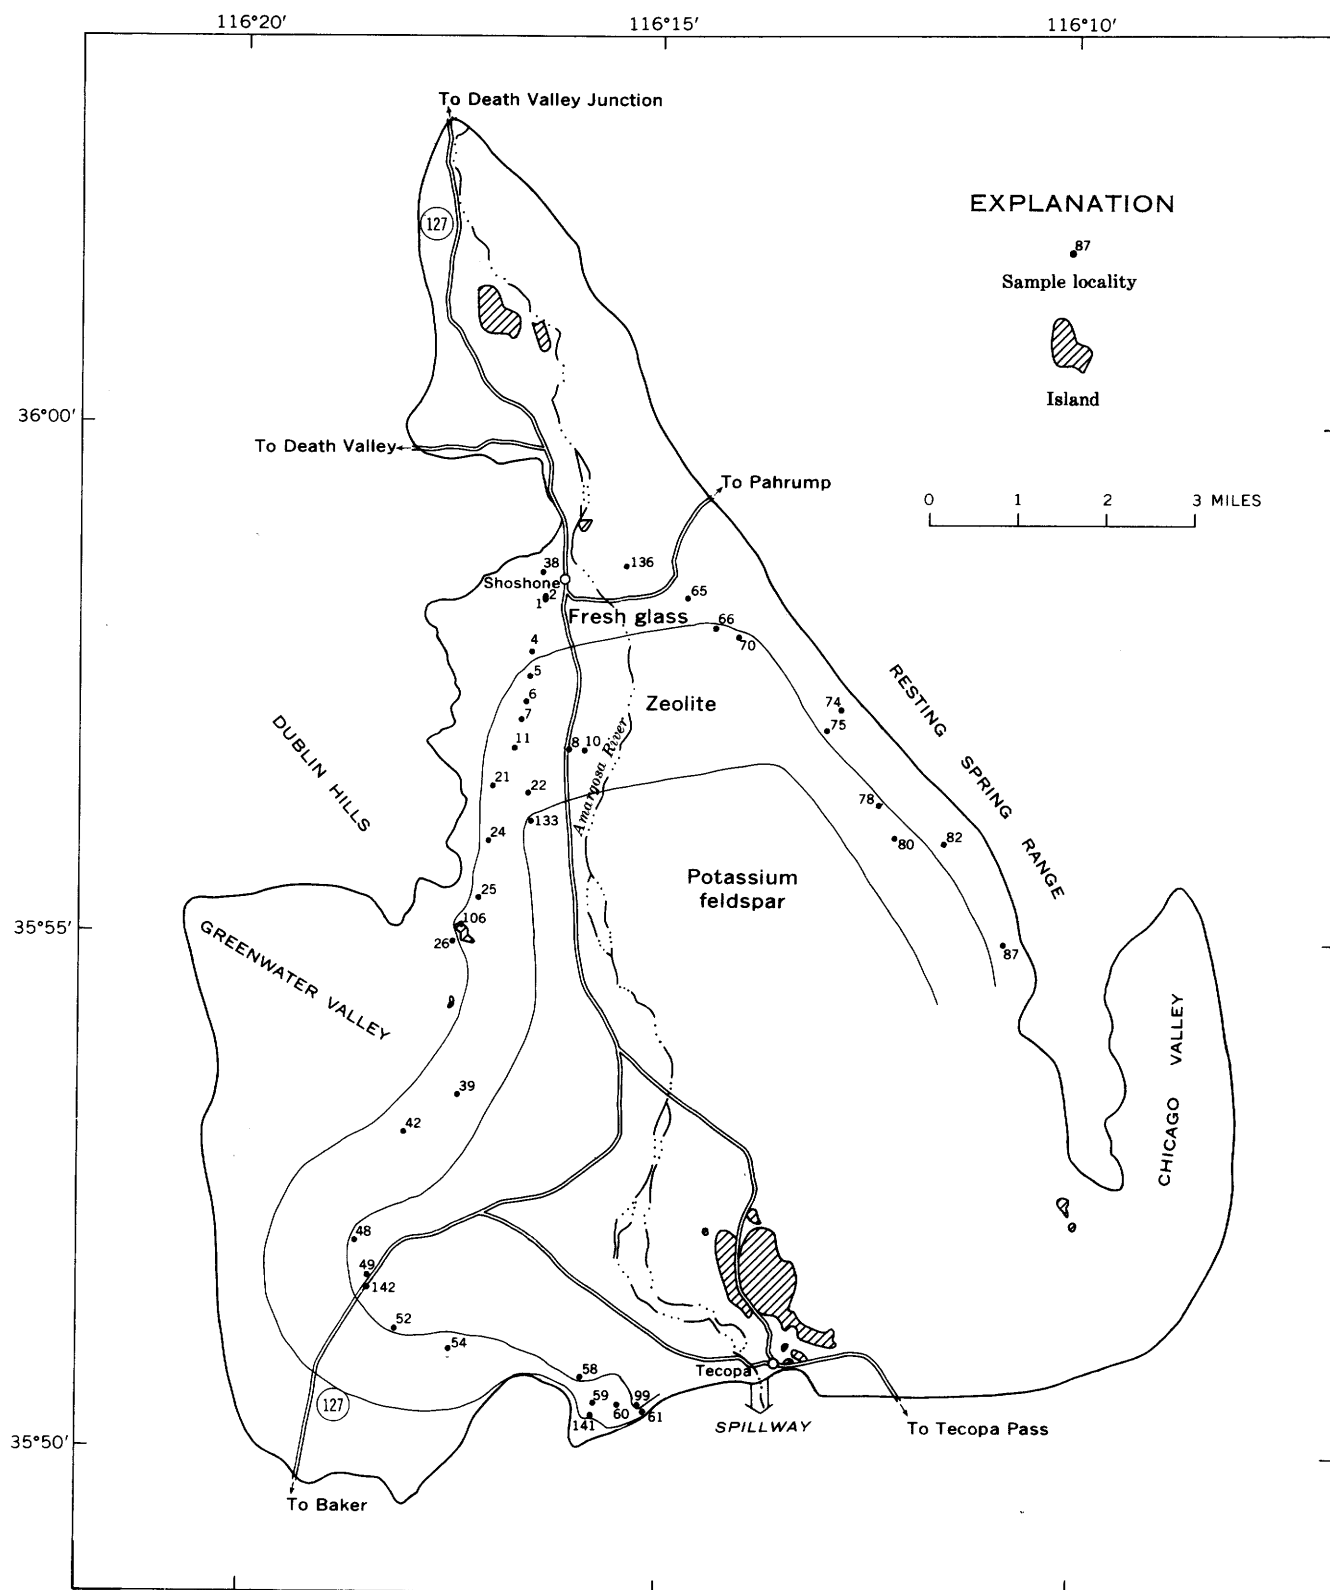 116°20′
116°15′
116°10′
To Death Valley Junction
127
EXPLANATION
87
Sample locality
Island
36°00′
To Death Valley
To Pahrump
0 1 2 3 MILES
38
136
Shoshone
2
1
65
Fresh glass
66
70
4
5
Zeolite
6
7
74
75
RESTING SPRING RANGE
DUBLIN HILLS
11
8
10
Amargosa River
21
22
78
133
24
80
82
Potassium
feldspar
25
106
26
35°55′
87
GREENWATER VALLEY
CHICAGO VALLEY
39
42
48
49
142
52
54
58
Tecopa
59
60
99
61
141
127
SPILLWAY
To Tecopa Pass
35°50′
To Baker